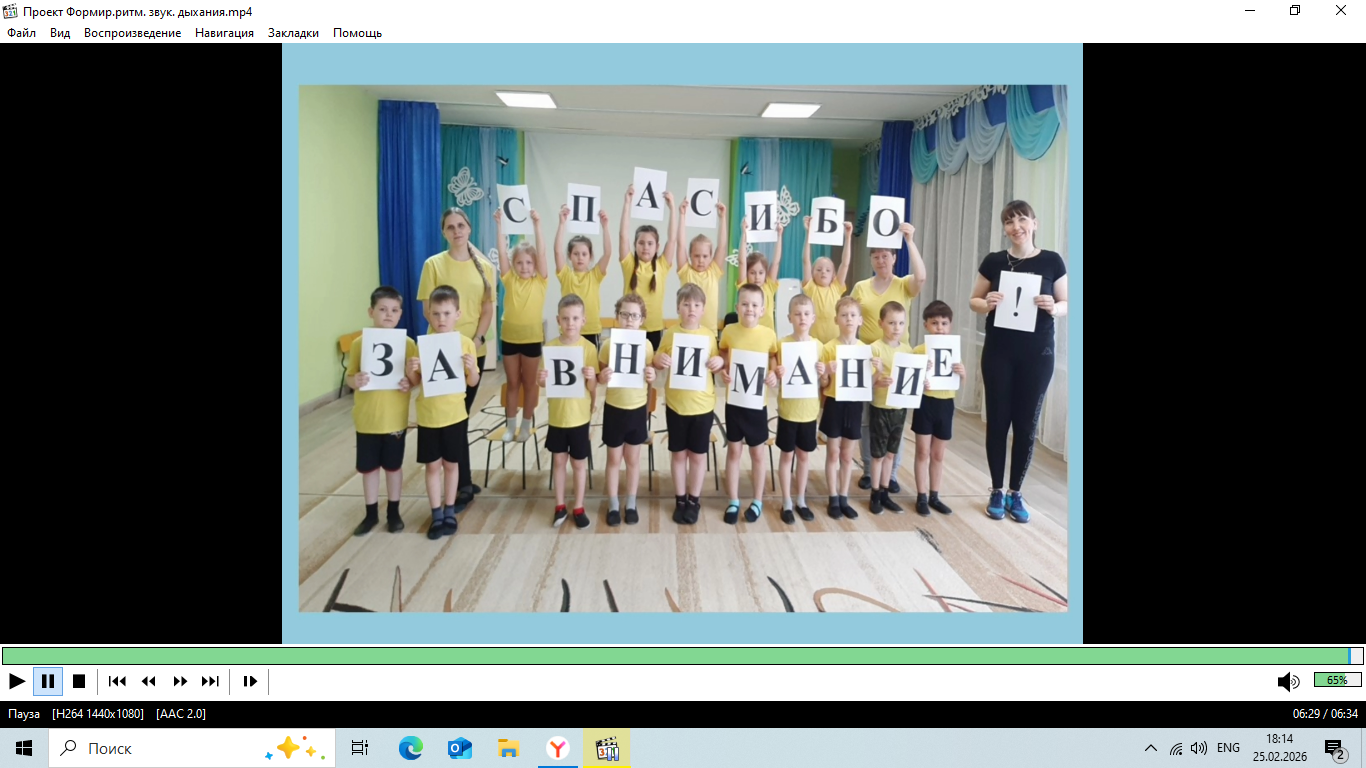 Проект Формир.ритм. звук. дыхания.mp4
Файл Вид Воспроизведение Навигация Закладки Помощь
СПАСИБО
ЗА ВНИМАНИЕ!
65%
Пауза [H264 1440x1080] [AAC 2.0] 06:29 / 06:34
Поиск
ENG
18:14
25.02.2026
2